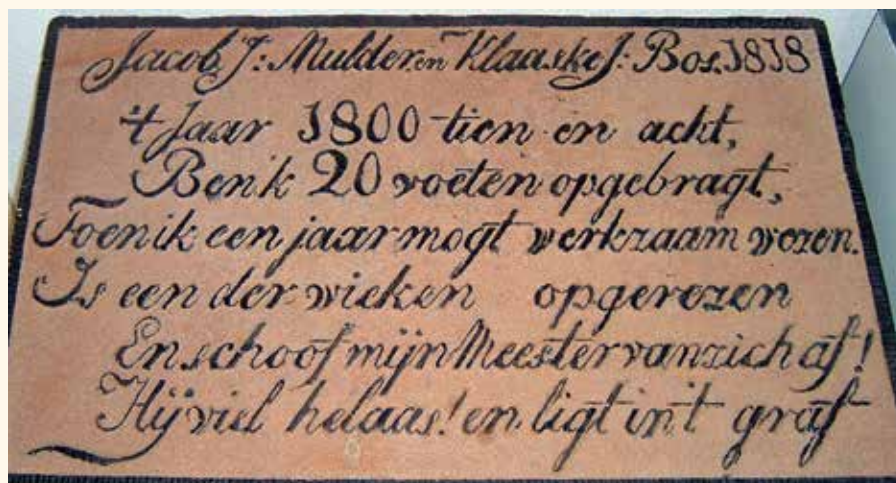 Jacob J: Mulder en Klaaske J: Bos. 1818
't Jaar 1800 tien en acht,
Ben ik 20 voeten opgebragt,
Toen ik een jaar mogt werkzaam wezen.
Is een der wieken opgerezen
En schoof mijn Meester van zich af!
Hij viel helaas! en ligt in 't graf